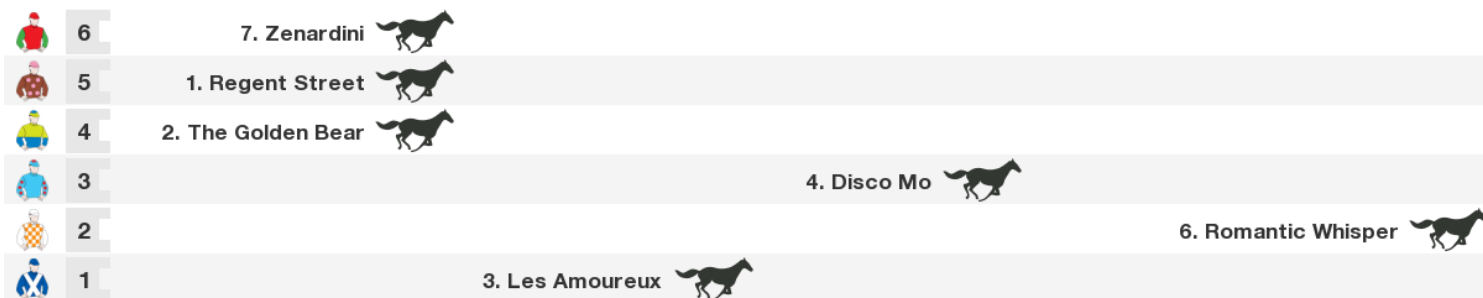 6 7. Zenardini
5 1. Regent Street
4 2. The Golden Bear
3 4. Disco Mo
2 6. Romantic Whisper
1 3. Les Amoureux